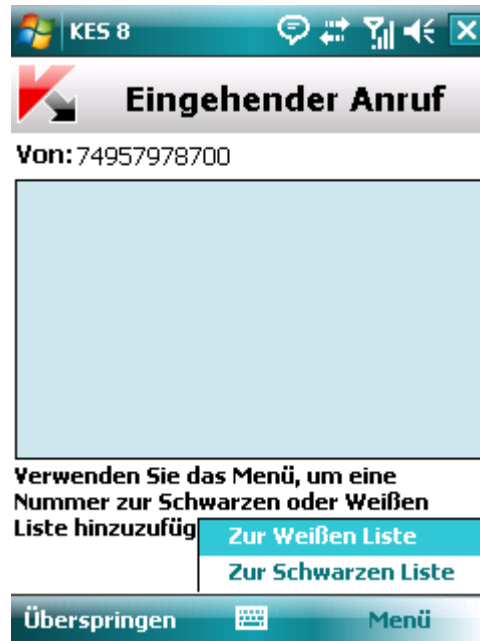 KES 8
Eingehender Anruf
Von: 74957978700
Verwenden Sie das Menü, um eine
Nummer zur Schwarzen oder Weißen
Liste hinzuzufüg
Zur Weißen Liste
Zur Schwarzen Liste
Überspringen Menü